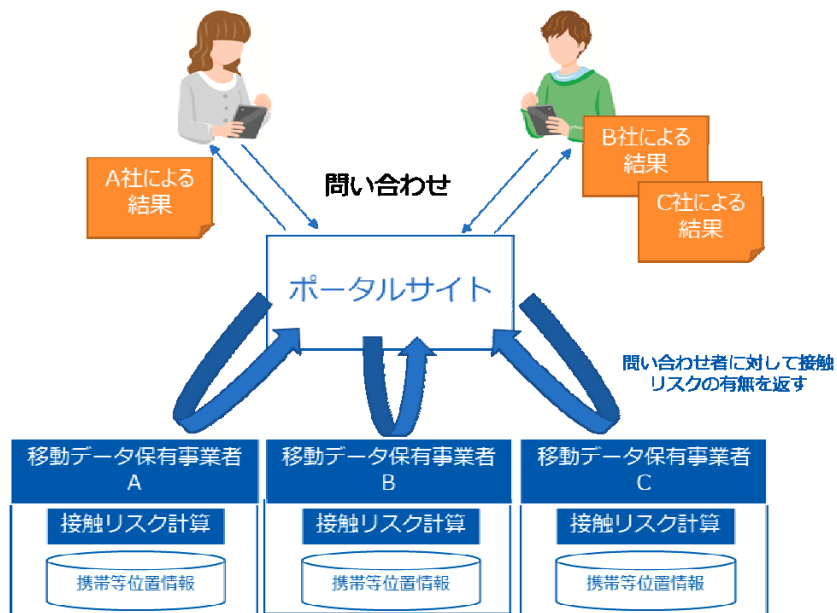 A社による
結果
問い合わせ
B社による
結果
C社による
結果
ポータルサイト
問い合わせ者に対して接触
リスクの有無を返す
移動データ保有事業者
A
接触リスク計算
携帯等位置情報
移動データ保有事業者
B
接触リスク計算
携帯等位置情報
移動データ保有事業者
C
接触リスク計算
携帯等位置情報